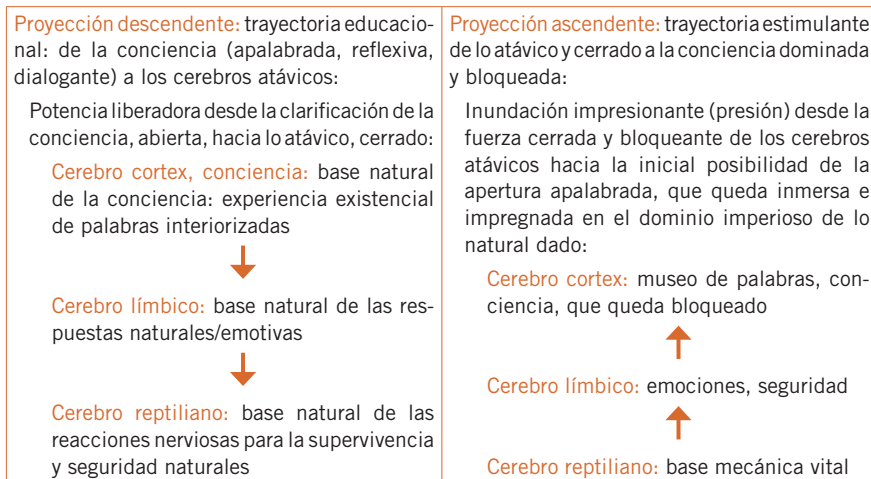 Proyección descendente: trayectoria educacio-
nal: de la conciencia (apalabrada, reflexiva,
dialogante) a los cerebros atávicos:
Potencia liberadora desde la clarificación de la
conciencia, abierta, hacia lo atávico, cerrado:
Cerebro cortex, conciencia: base natural
de la conciencia: experiencia existencial
de palabras interiorizadas
Cerebro límbico: base natural de las res-
puestas naturales/emotivas
Cerebro reptiliano: base natural de las
reacciones nerviosas para la supervivencia
y seguridad naturales
Proyección ascendente: trayectoria estimulante
de lo atávico y cerrado a la conciencia dominada
y bloqueada:
Inundación impresionante (presión) desde la
fuerza cerrada y bloqueante de los cerebros
atávicos hacia la inicial posibilidad de la
apertura apalabrada, que queda inmersa e
impregnada en el dominio imperioso de lo
natural dado:
Cerebro cortex: museo de palabras, con-
ciencia, que queda bloqueado
Cerebro límbico: emociones, seguridad
Cerebro reptiliano: base mecánica vital